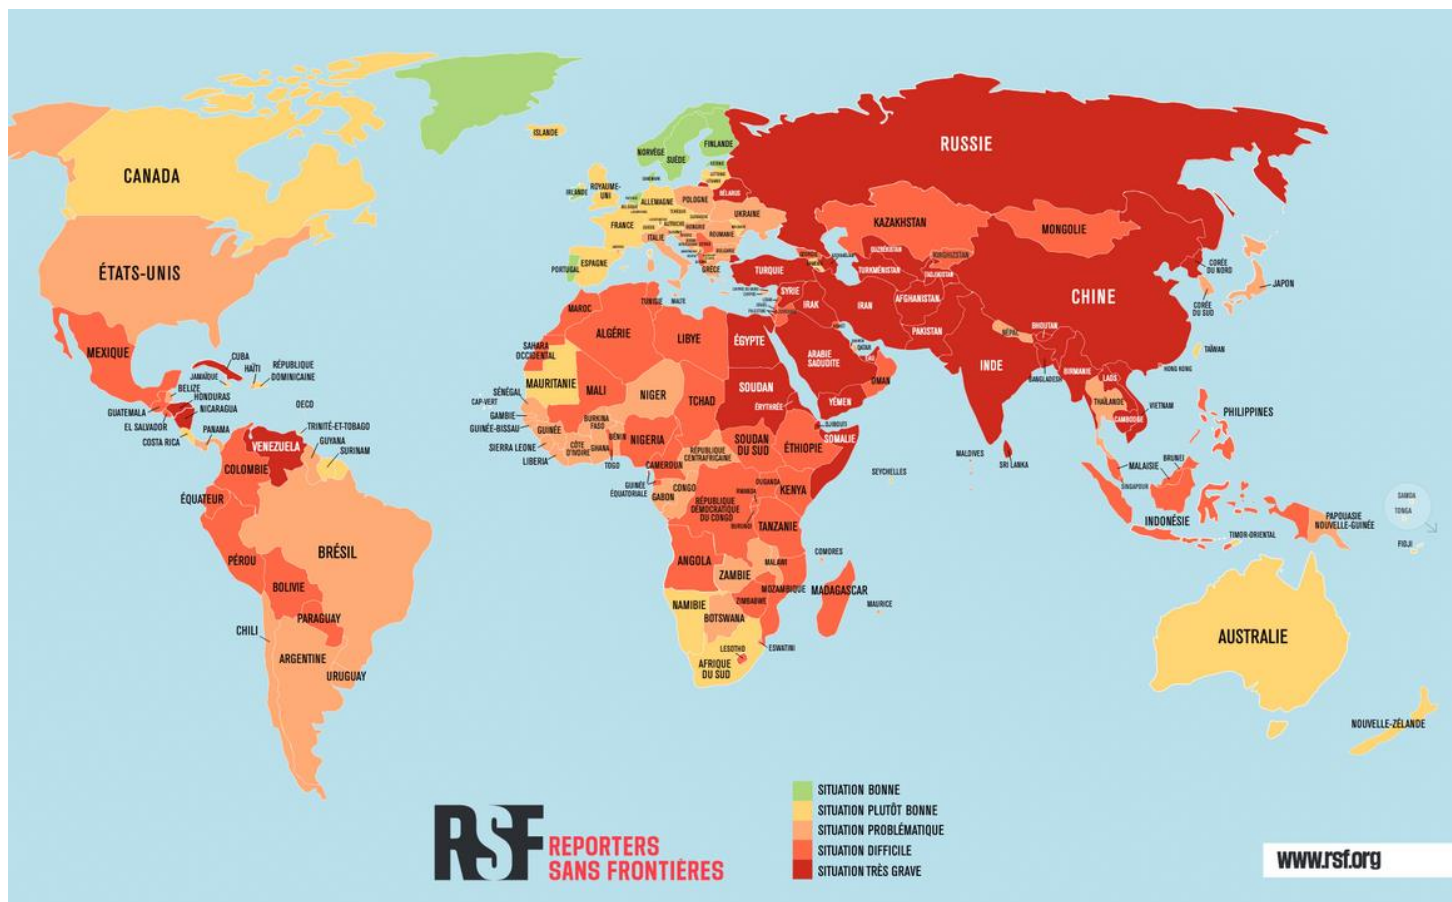 CANADA
ÉTATS-UNIS
MEXIQUE
CUBA
HAÏTI
RÉPUBLIQUE
DOMINICAINE
JAMAÏQUE
BELIZE
HONDURAS
NICARAGUA
GUATEMALA
EL SALVADOR
COSTA RICA
PANAMA
OECO
TRINITÉ-ET-TOBAGO
GUYANA
SURINAM
VENEZUELA
COLOMBIE
ÉQUATEUR
PÉROU
BRÉSIL
BOLIVIE
PARAGUAY
CHILI
ARGENTINE
URUGUAY
ISLANDE
NORVÈGE
SUÈDE
FINLANDE
IRLANDE
ROYAUME-
UNI
ALLEMAGNE
POLOGNE
BÉLARUS
UKRAINE
FRANCE
ITALIE
ROUMANIE
HONGRIE
AUTRICHE
PORTUGAL
ESPAGNE
GRÈCE
MALTE
RUSSIE
KAZAKHSTAN
MONGOLIE
OUZBÉKISTAN
KIRGHIZSTAN
TURKMÉNISTAN
TADJIKISTAN
CORÉE
DU NORD
CORÉE
DU SUD
JAPON
CHINE
TURQUIE
SYRIE
IRAK
IRAN
AFGHANISTAN
PAKISTAN
NÉPAL
BHOUTAN
INDE
BANGLADESH
BIRMANIE
LAOS
THAÏLANDE
VIETNAM
CAMBODGE
TAÏWAN
HONG KONG
PHILIPPINES
ARABIE
SAOUDITE
QATAR
EAU
OMAN
YÉMEN
MAROC
ALGÉRIE
TUNISIE
LIBYE
ÉGYPTE
SAHARA
OCCIDENTAL
MAURITANIE
MALI
NIGER
TCHAD
SOUDAN
ÉRYTHRÉE
DJIBOUTI
SÉNÉGAL
CAP-VERT
GAMBIE
GUINÉE-BISSAU
GUINÉE
SIERRA LEONE
LIBERIA
CÔTE
D'IVOIRE
BURKINA
FASO
GHANA
TOGO
BÉNIN
NIGERIA
CAMEROUN
RÉPUBLIQUE
CENTRAFRICAINE
SOUDAN
DU SUD
ÉTHIOPIE
SOMALIE
GUINÉE
ÉQUATORIALE
GABON
CONGO
RÉPUBLIQUE
DÉMOCRATIQUE
DU CONGO
OUGANDA
RWANDA
BURUNDI
KENYA
TANZANIE
SEYCHELLES
COMORES
ANGOLA
ZAMBIE
MALAWI
MOZAMBIQUE
ZIMBABWE
MADAGASCAR
MAURICE
NAMIBIE
BOTSWANA
AFRIQUE
DU SUD
LESOTHO
ESWATINI
MALDIVES
SRI LANKA
MALAISIE
BRUNEI
SINGAPOUR
INDONÉSIE
TIMOR-ORIENTAL
PAPOUASIE
NOUVELLE-GUINÉE
SAMOA
TONGA
FIDJI
AUSTRALIE
NOUVELLE-ZÉLANDE
RSF REPORTERS
SANS FRONTIÈRES
SITUATION BONNE
SITUATION PLUTÔT BONNE
SITUATION PROBLÉMATIQUE
SITUATION DIFFICILE
SITUATION TRÈS GRAVE
www.rsf.org